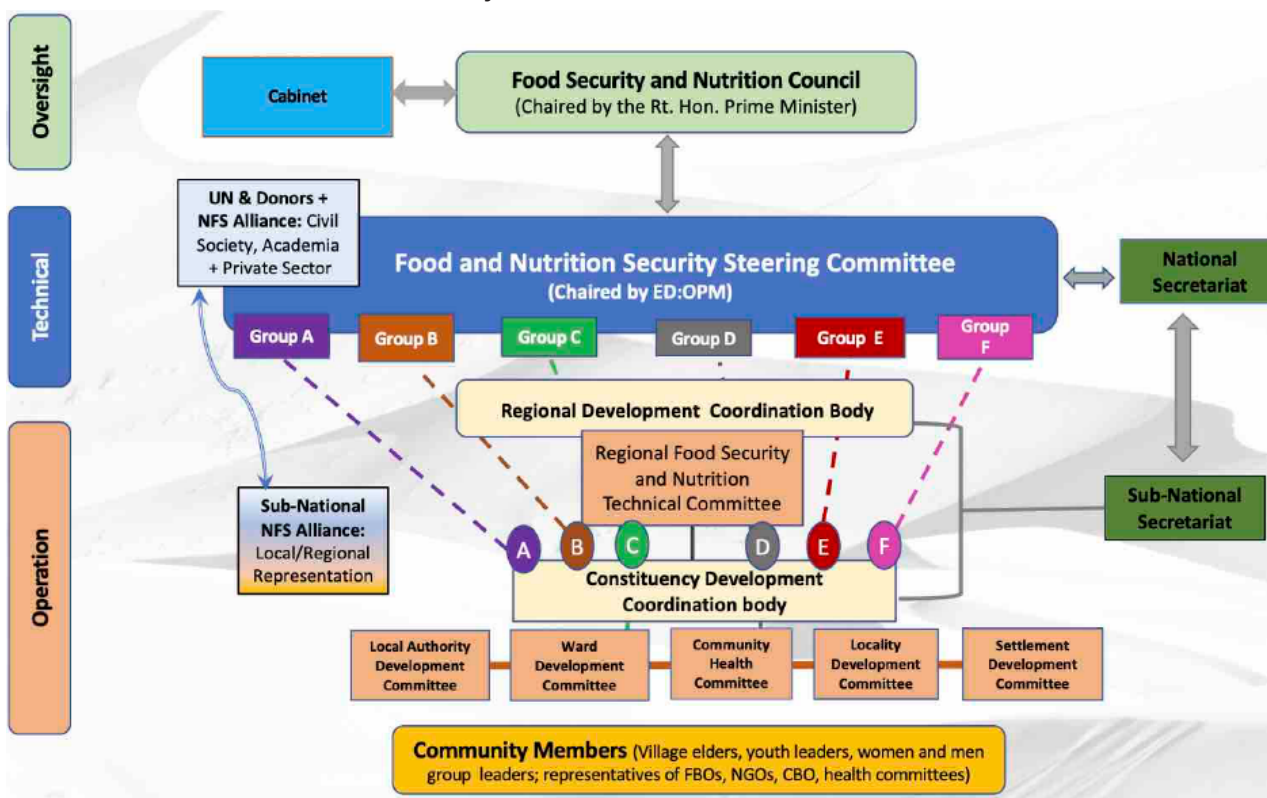 Oversight
Cabinet
Food Security and Nutrition Council
(Chaired by the Rt. Hon. Prime Minister)
UN & Donors +
NFS Alliance: Civil
Society, Academia
+ Private Sector
Technical
Food and Nutrition Security Steering Committee
(Chaired by ED:OPM)
National
Secretariat
Group A
Group B
Group C
Group D
Group E
Group
F
Regional Development Coordination Body
Regional Food Security
and Nutrition
Technical Committee
Operation
Sub-National
NFS Alliance:
Local/Regional
Representation
Sub-National
Secretariat
A
B
C
D
E
F
Constituency Development
Coordination body
Local Authority
Development
Committee
Ward
Development
Committee
Community
Health
Committee
Locality
Development
Committee
Settlement
Development
Committee
Community Members (Village elders, youth leaders, women and men
group leaders; representatives of FBOs, NGOs, CBO, health committees)